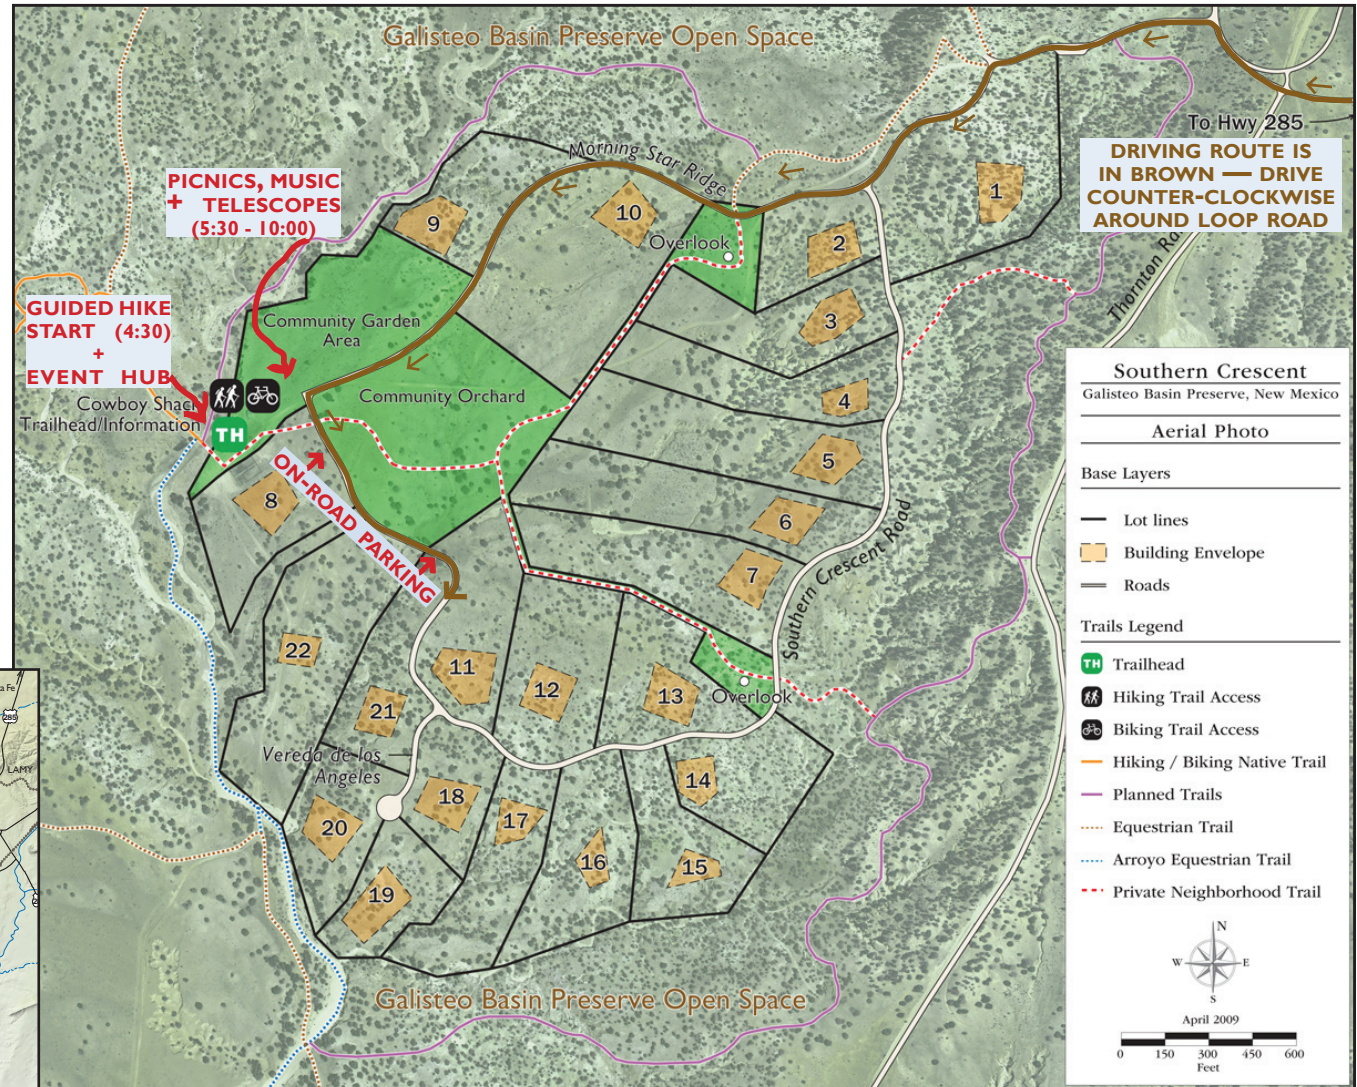 Galisteo Basin Preserve Open Space
To Hwy 285
DRIVING ROUTE IS
IN BROWN — DRIVE
COUNTER-CLOCKWISE
AROUND LOOP ROAD
Morning Star Ridge
PICNICS, MUSIC
+ TELESCOPES
(5:30 - 10:00)
1
9
10
2
Overlook
GUIDED HIKE
START (4:30)
+
EVENT HUB
Community Garden
Area
3
Thornton
Cowboy Shack
Trailhead/Information
TH
Community Orchard
4
5
ON-ROAD PARKING
8
6
7
Southern Crescent Road
22
11
12
13
Overlook
21
Vereda de los
Angeles
14
18
17
20
16
15
19
Galisteo Basin Preserve Open Space
285
LAMY
Southern Crescent
Galisteo Basin Preserve, New Mexico
Aerial Photo
Base Layers
Lot lines
Building Envelope
Roads
Trails Legend
TH Trailhead
Hiking Trail Access
Biking Trail Access
Hiking / Biking Native Trail
Planned Trails
Equestrian Trail
Arroyo Equestrian Trail
Private Neighborhood Trail
N
W E
S
April 2009
0 150 300 450 600
Feet